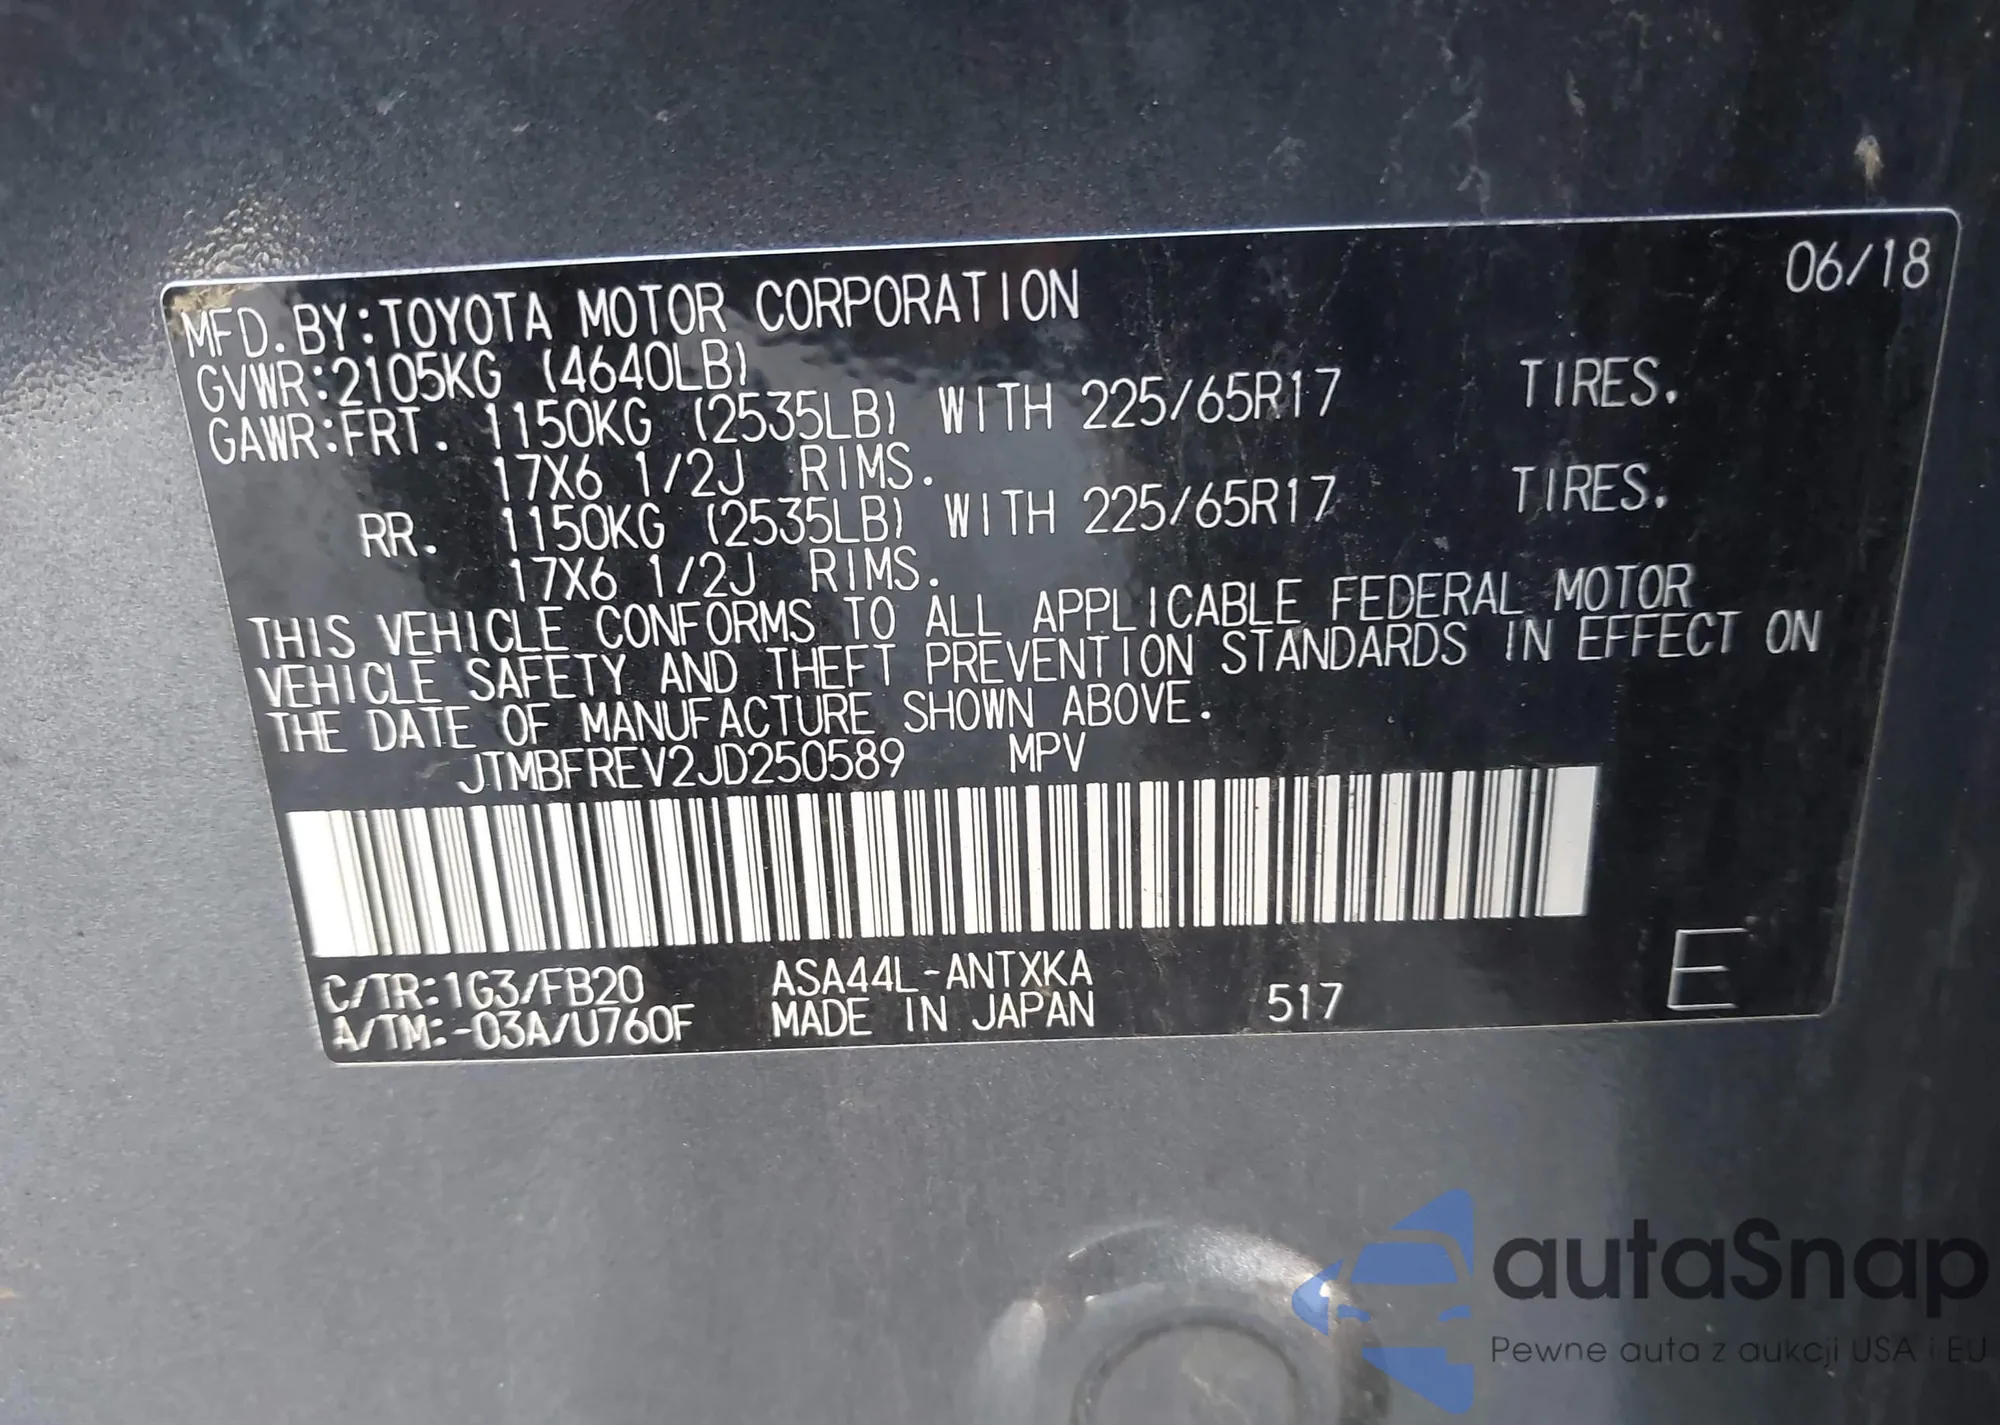 06/18
MFD. BY:TOYOTA MOTOR CORPORATION
GVWR:2105KG (4640LB)
GAWR:FRT. 1150KG (2535LB) WITH 225/65R17 TIRES.
17X6 1/2J RIMS.
RR. 1150KG (2535LB) WITH 225/65R17 TIRES.
17X6 1/2J RIMS.
THIS VEHICLE CONFORMS TO ALL APPLICABLE FEDERAL MOTOR
VEHICLE SAFETY AND THEFT PREVENTION STANDARDS IN EFFECT ON
THE DATE OF MANUFACTURE SHOWN ABOVE.
JTMBFREV2JD250589 MPV
C/TR:1G3/FB20 ASA44L-ANTXKA
A/TM:-03A/U760F MADE IN JAPAN 517 E
autaSnap
Pewne auta z aukcji USA i EU